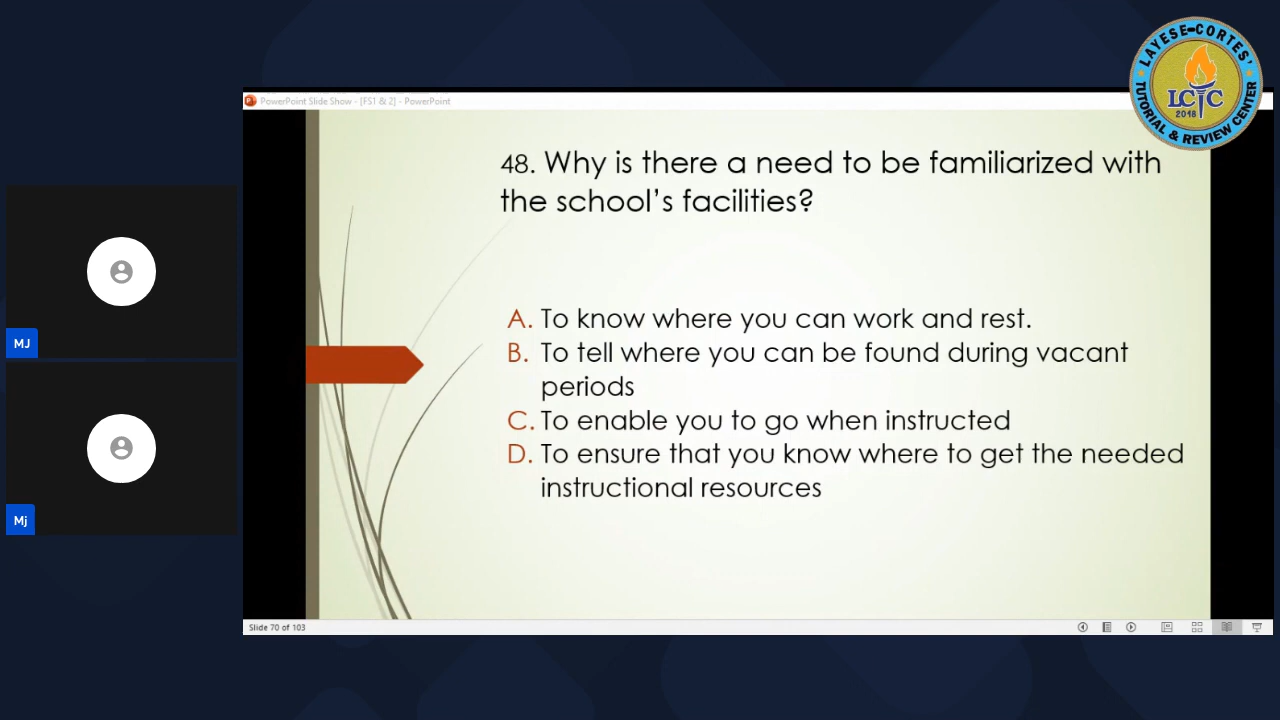 LAYESE-CORTES'
LCTC
2018
TUTORIAL & REVIEW CENTER
PowerPoint Slide Show - [FS1 & 2] - PowerPoint
48. Why is there a need to be familiarized with
the school's facilities?
A. To know where you can work and rest.
B. To tell where you can be found during vacant
periods
C. To enable you to go when instructed
D. To ensure that you know where to get the needed
instructional resources
MJ
Mj
Slide 70 of 103